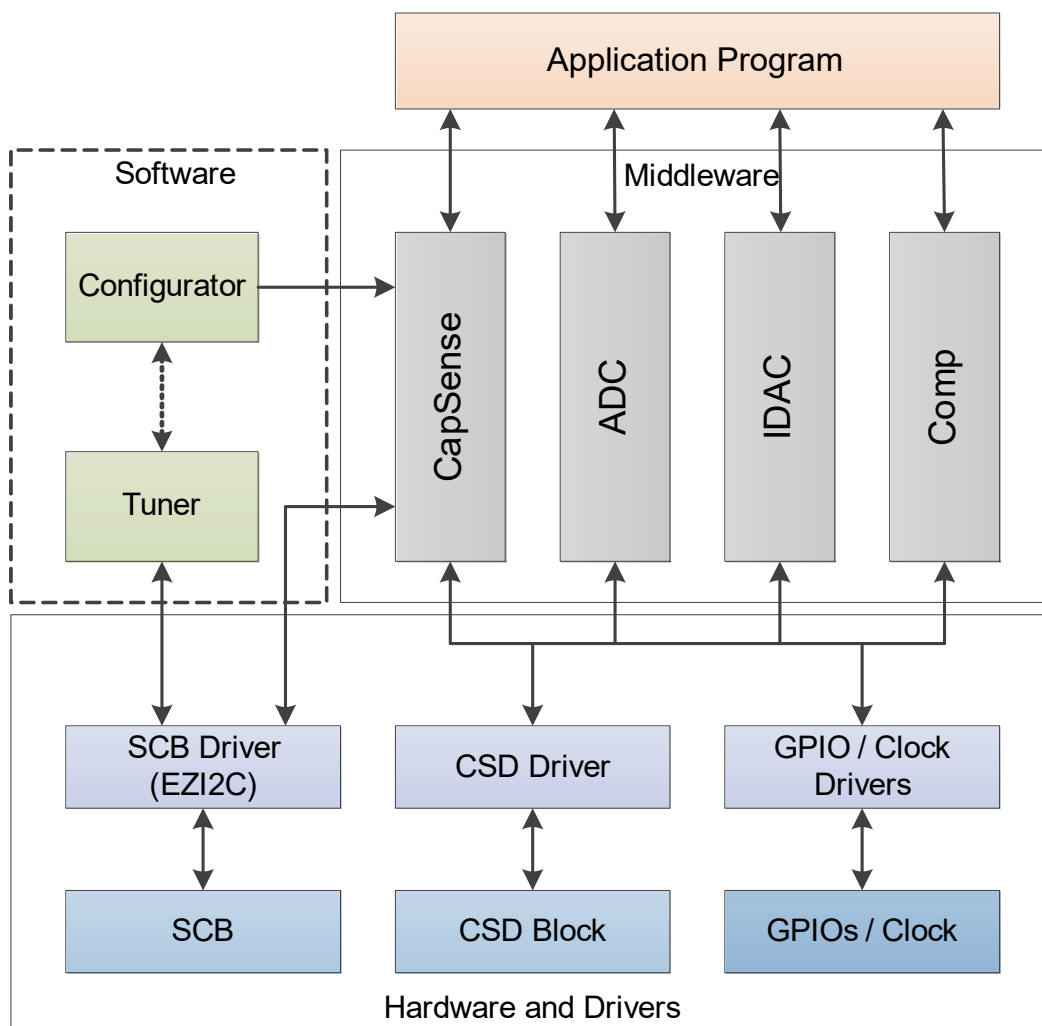 Application Program
Software
Middleware
Configurator
Tuner
CapSense
ADC
IDAC
Comp
SCB Driver
(EZI2C)
CSD Driver
GPIO / Clock
Drivers
SCB
CSD Block
GPIOs / Clock
Hardware and Drivers